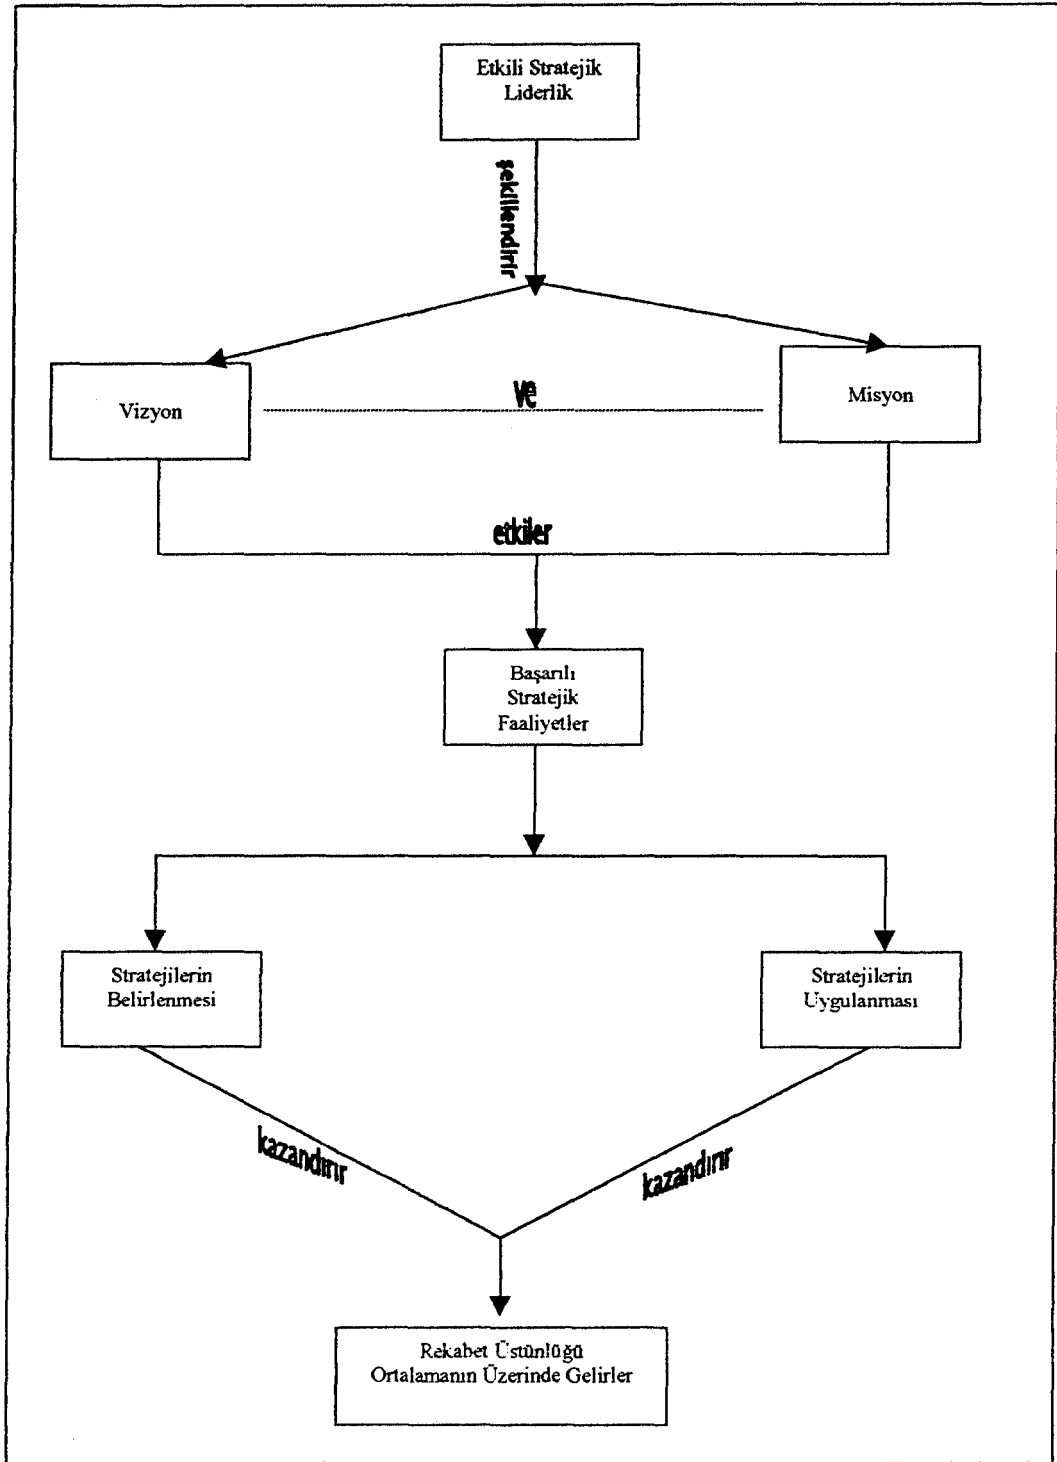 Etkili Stratejik
Liderlik
şekillendirir
Vizyon
ve
Misyon
etkiler
Başarılı
Stratejik
Faaliyetler
Stratejilerin
Belirlenmesi
Stratejilerin
Uygulanması
kazandırır
kazandırır
Rekabet Üstünlüğü
Ortalamanın Üzerinde Gelirler